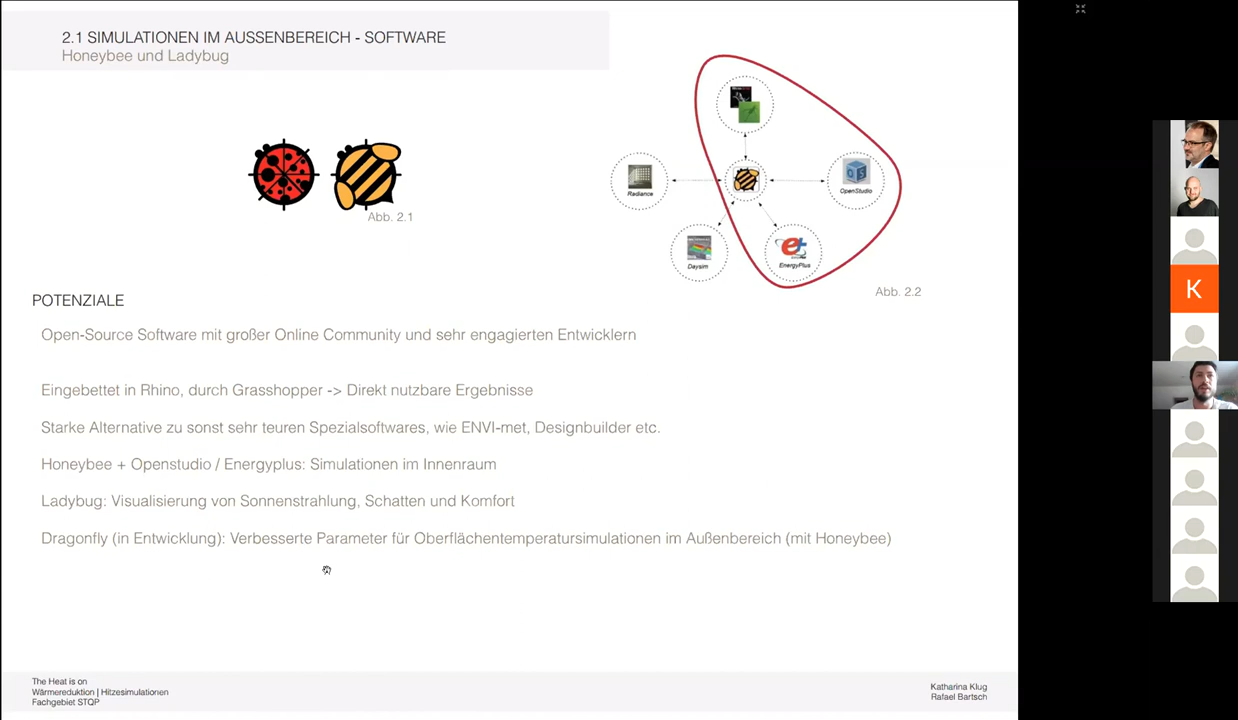 2.1 SIMULATIONEN IM AUSSENBEREICH - SOFTWARE
Honeybee und Ladybug
Abb. 2.1
Radiance
OpenStudio
Daysim
EnergyPlus
Abb. 2.2
POTENZIALE
Open-Source Software mit großer Online Community und sehr engagierten Entwicklern
Eingebettet in Rhino, durch Grasshopper -> Direkt nutzbare Ergebnisse
Starke Alternative zu sonst sehr teuren Spezialsoftwares, wie ENVI-met, Designbuilder etc.
Honeybee + Openstudio / Energyplus: Simulationen im Innenraum
Ladybug: Visualisierung von Sonnenstrahlung, Schatten und Komfort
Dragonfly (in Entwicklung): Verbesserte Parameter für Oberflächentemperatursimulationen im Außenbereich (mit Honeybee)
K
The Heat is on
Wärmereduktion | Hitzesimulationen
Fachgebiet STQP
Katharina Klug
Rafael Bartsch